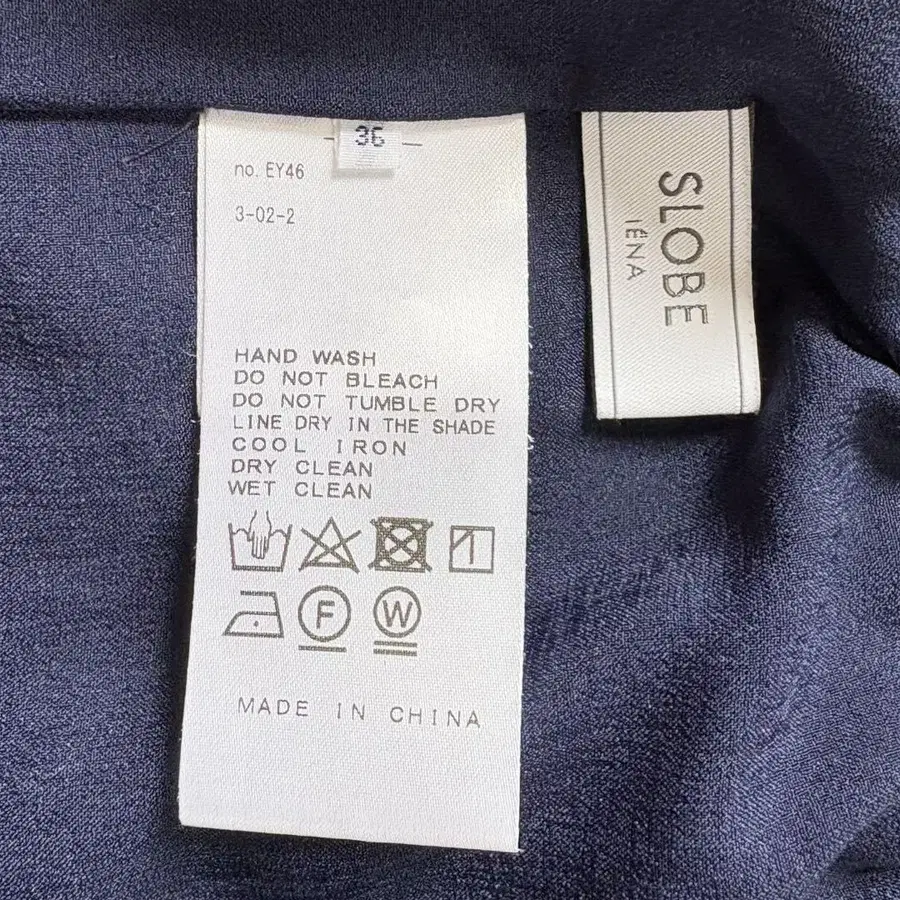 36
no. EY46
3-02-2
HAND WASH
DO NOT BLEACH
DO NOT TUMBLE DRY
LINE DRY IN THE SHADE
COOL IRON
DRY CLEAN
WET CLEAN
F
W
MADE IN CHINA
SLOBE
IÉNA